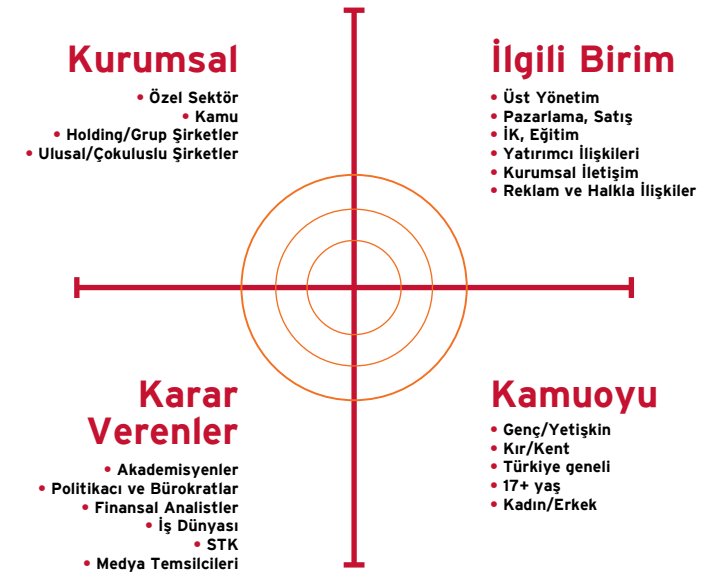 Kurumsal
• Özel Sektör
• Kamu
• Holding/Grup Şirketler
• Ulusal/Çokuluslu Şirketler
İlgili Birim
• Üst Yönetim
• Pazarlama, Satış
• İK, Eğitim
• Yatırımcı İlişkileri
• Kurumsal İletişim
• Reklam ve Halkla İlişkiler
Karar
Verenler
• Akademisyenler
• Politikacı ve Bürokratlar
• Finansal Analistler
• İş Dünyası
• STK
• Medya Temsilcileri
Kamuoyu
• Genç/Yetişkin
• Kır/Kent
• Türkiye geneli
• 17+ yaş
• Kadın/Erkek